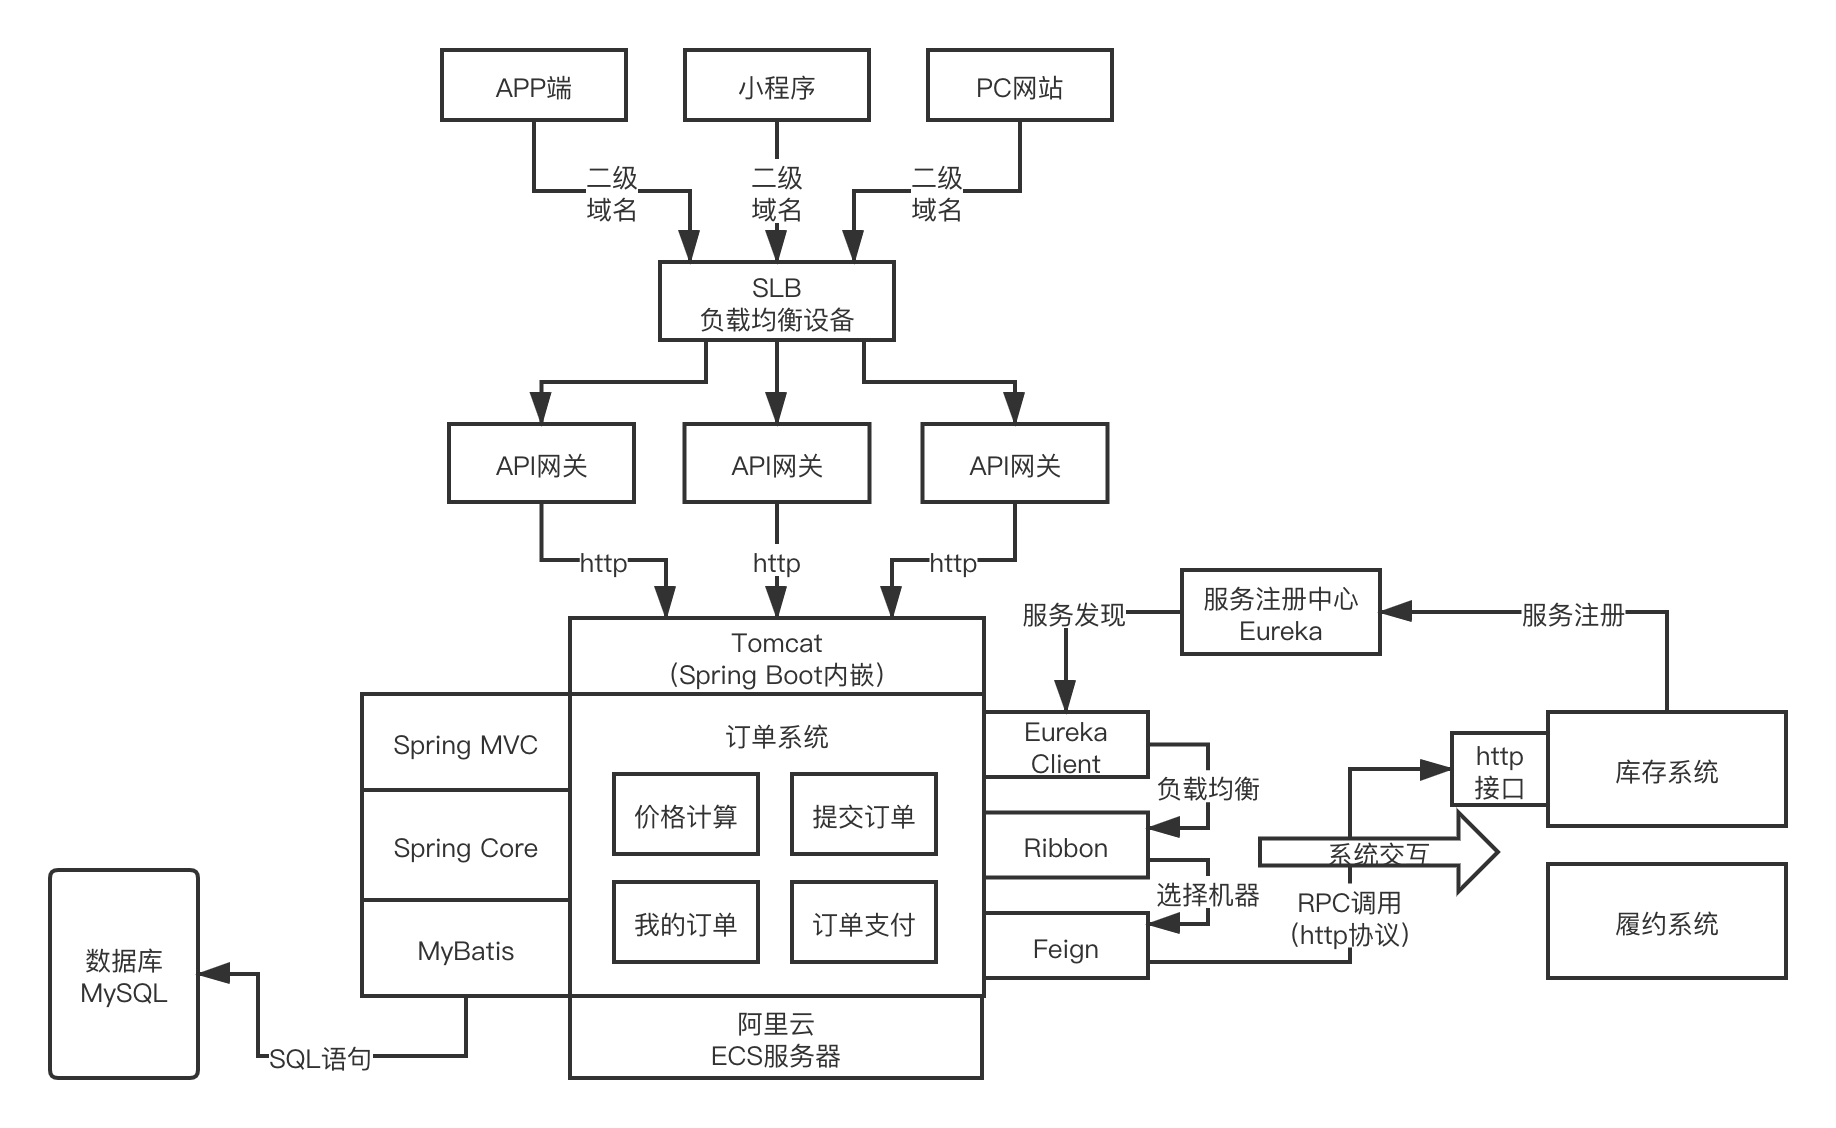 APP端
小程序
PC网站
二级
域名
二级
域名
二级
域名
SLB
负载均衡设备
API网关
API网关
API网关
http
http
http
服务发现
服务注册中心
Eureka
服务注册
Tomcat
(Spring Boot内嵌)
Spring MVC
Spring Core
MyBatis
订单系统
价格计算
提交订单
我的订单
订单支付
Eureka
Client
负载均衡
Ribbon
选择机器
Feign
系统交互
RPC调用
(http协议)
http
接口
库存系统
履约系统
数据库
MySQL
SQL语句
阿里云
ECS服务器